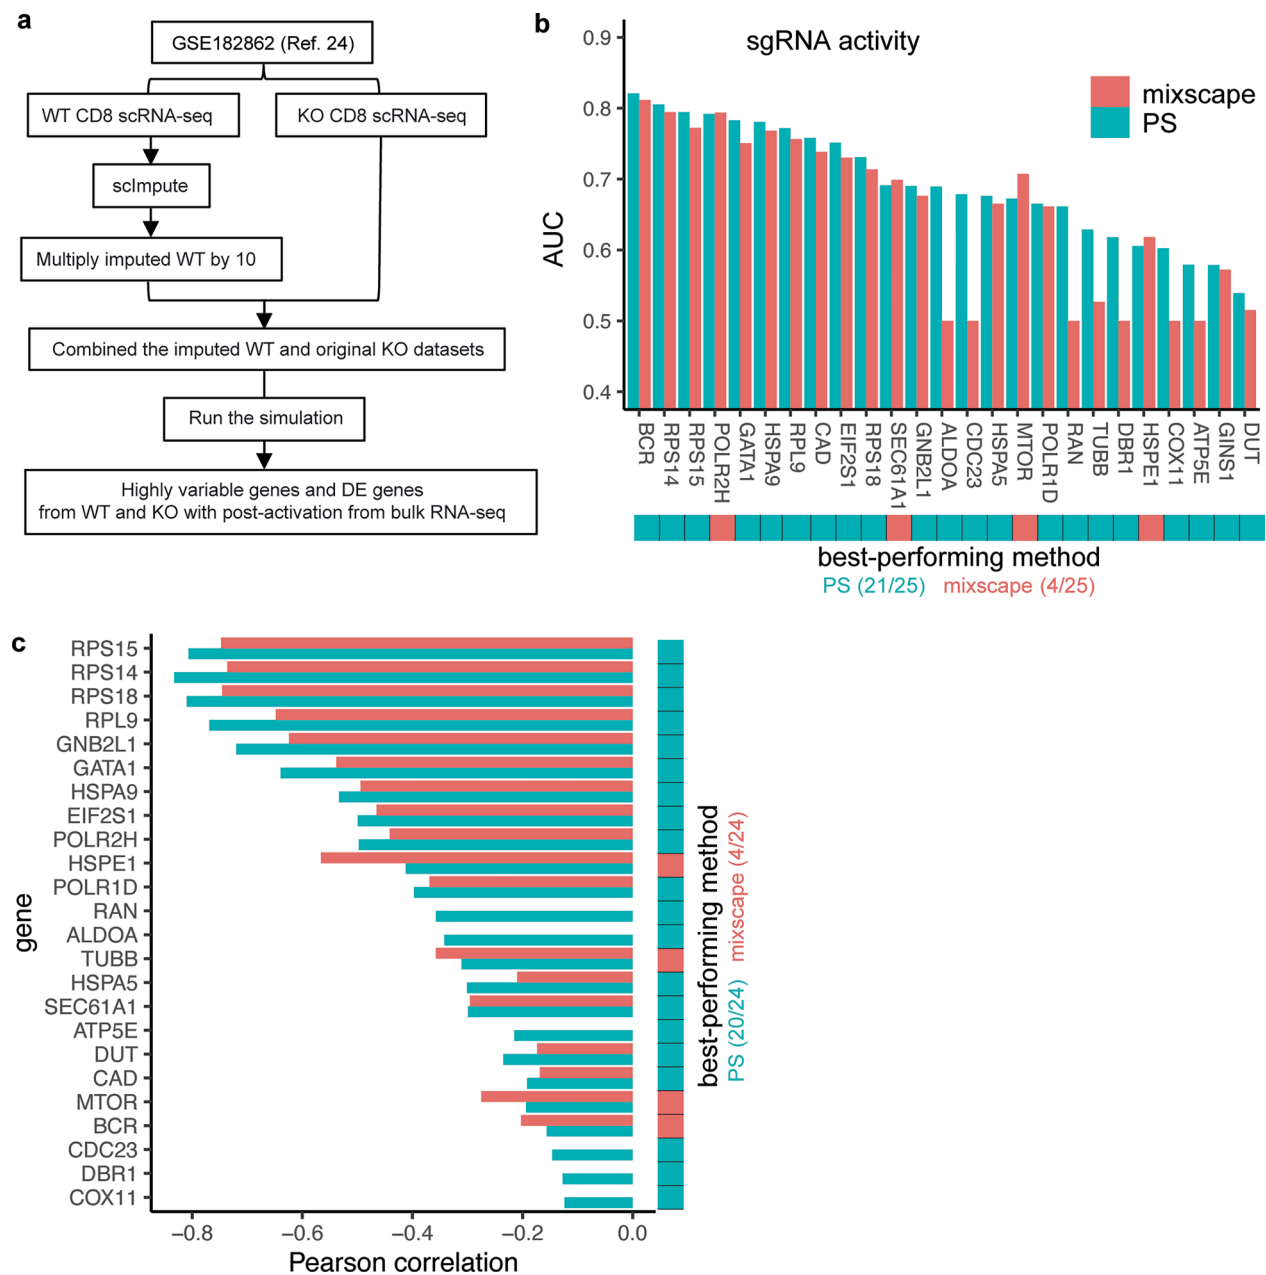 a
GSE182862 (Ref. 24)
WT CD8 scRNA-seq
KO CD8 scRNA-seq
scImpute
Multiply imputed WT by 10
Combined the imputed WT and original KO datasets
Run the simulation
Highly variable genes and DE genes
from WT and KO with post-activation from bulk RNA-seq
b
sgRNA activity
mixscape
PS
AUC
0.9
0.8
0.7
0.6
0.5
0.4
BCR
RPS14
RPS15
POLR2H
GATA1
HSPA9
RPL9
CAD
EIF2S1
RPS18
SEC61A1
GNB2L1
ALDOA
CDC23
HSPA5
MTOR
POLR1D
RAN
TUBB
DBR1
HSPE1
COX11
ATP5E
GINS1
DUT
best-performing method
PS (21/25) mixscape (4/25)
c
gene
RPS15
RPS14
RPS18
RPL9
GNB2L1
GATA1
HSPA9
EIF2S1
POLR2H
HSPE1
POLR1D
RAN
ALDOA
TUBB
HSPA5
SEC61A1
ATP5E
DUT
CAD
MTOR
BCR
CDC23
DBR1
COX11
−0.8 −0.6 −0.4 −0.2 0.0
Pearson correlation
best-performing method
PS (20/24) mixscape (4/24)